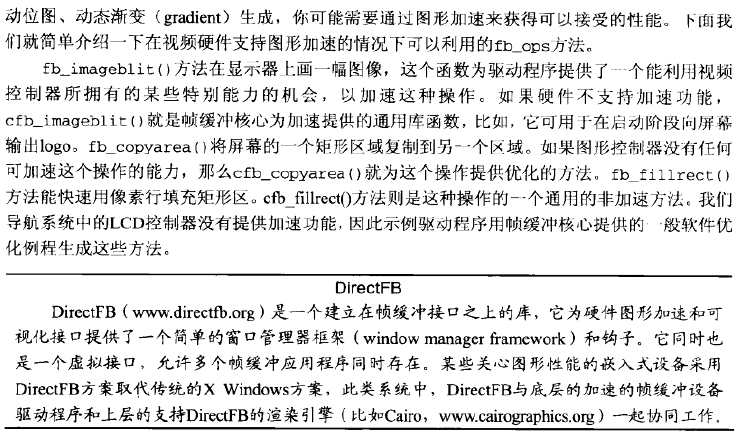 动位图、动态渐变（gradient）生成，你可能需要通过图形加速来获得可以接受的性能。下面我
们就简单介绍一下在视频硬件支持图形加速的情况下可以利用的fb_ops方法。
fb_imageblit()方法在显示器上画一幅图像，这个函数为驱动程序提供了一个能利用视频
控制器所拥有的某些特别能力的机会，以加速这种操作。如果硬件不支持加速功能，
cfb_imageblit()就是帧缓冲核心为加速提供的通用库函数，比如，它可用于在启动阶段向屏幕
输出logo。fb_copyarea()将屏幕的一个矩形区域复制到另一个区域。如果图形控制器没有任何
可加速这个操作的能力，那么cfb_copyarea()就为这个操作提供优化的方法。fb_fillrect()
方法能快速用像素行填充矩形区。cfb_fillrect()方法则是这种操作的一个通用的非加速方法。我们
导航系统中的LCD控制器没有提供加速功能，因此示例驱动程序用帧缓冲核心提供的一般软件优
化例程生成这些方法。
DirectFB
DirectFB（www.directfb.org）是一个建立在帧缓冲接口之上的库，它为硬件图形加速和可
视化接口提供了一个简单的窗口管理器框架（window manager framework）和钩子。它同时也
是一个虚拟接口，允许多个帧缓冲应用程序同时存在。某些关心图形性能的嵌入式设备采用
DirectFB方案取代传统的X Windows方案，此类系统中，DirectFB与底层的加速的帧缓冲设备
驱动程序和上层的支持DirectFB的渲染引擎（比如Cairo，www.cairographics.org）一起协同工作。